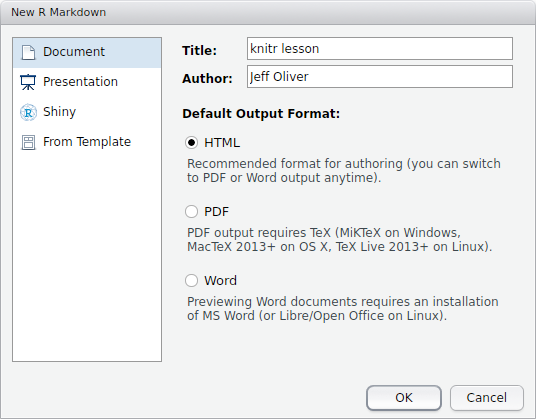 New R Markdown
Document
Presentation
Shiny
From Template
Title: knitr lesson
Author: Jeff Oliver
Default Output Format:
HTML
Recommended format for authoring (you can switch
to PDF or Word output anytime).
PDF
PDF output requires TeX (MiKTeX on Windows,
MacTeX 2013+ on OS X, TeX Live 2013+ on Linux).
Word
Previewing Word documents requires an installation
of MS Word (or Libre/Open Office on Linux).
OK Cancel